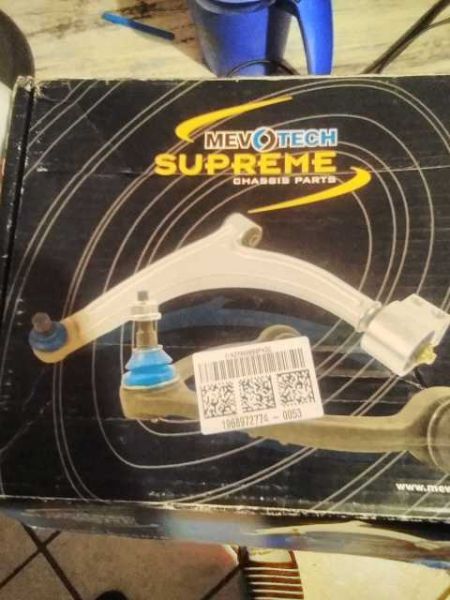 MEVOTECH
SUPREME
CHASSIS PARTS
1968972774 - 0053
www.mev